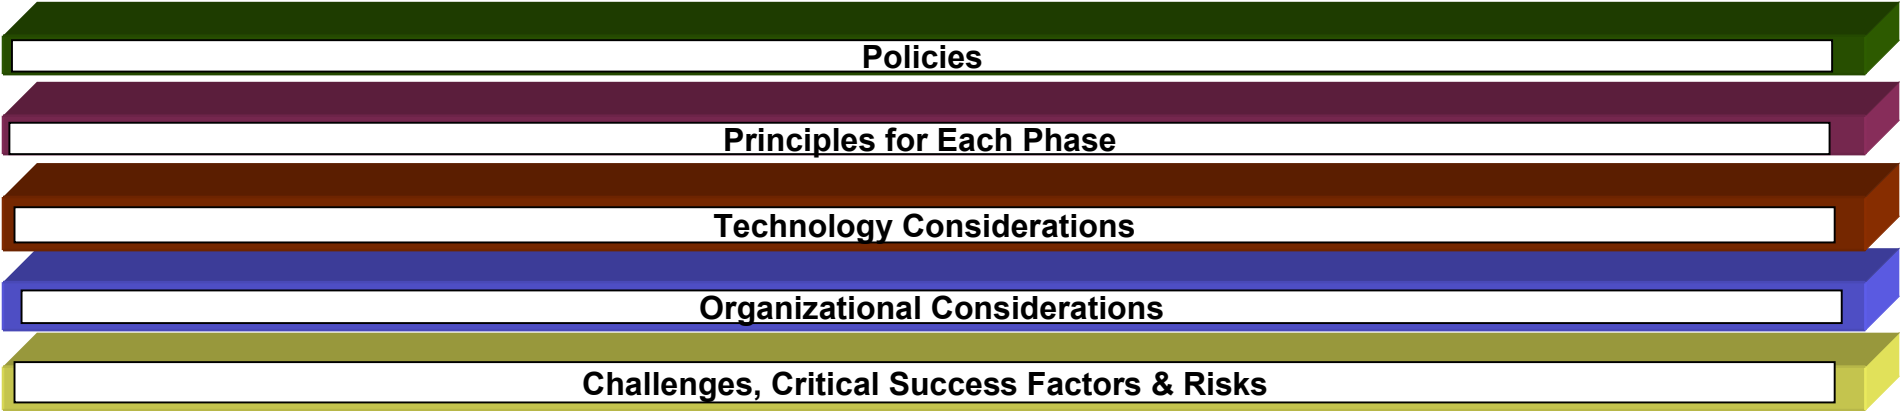 Policies
Principles for Each Phase
Technology Considerations
Organizational Considerations
Challenges, Critical Success Factors & Risks